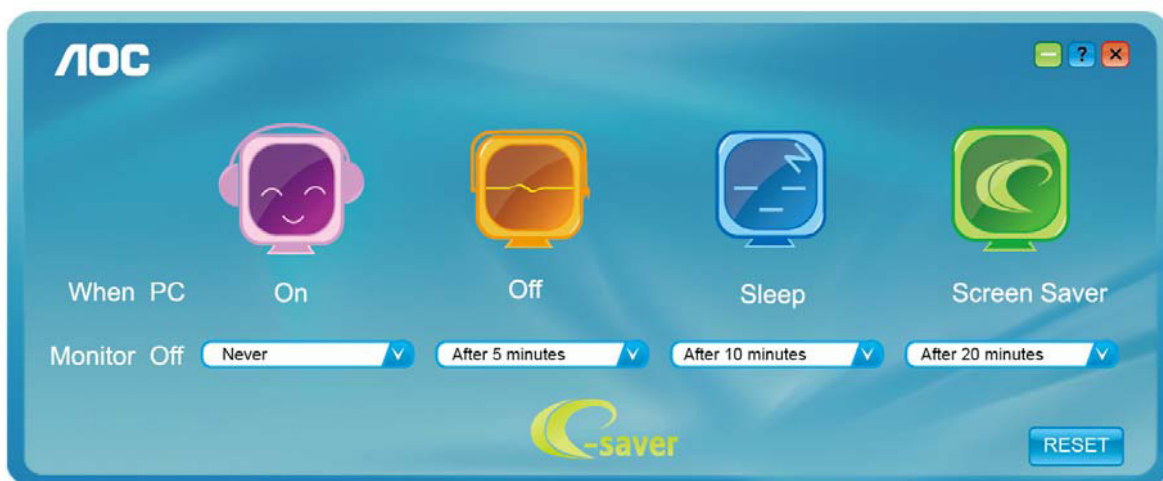 AOC
?
When PC On Off Sleep Screen Saver
Monitor Off Never After 5 minutes After 10 minutes After 20 minutes
e-saver
RESET